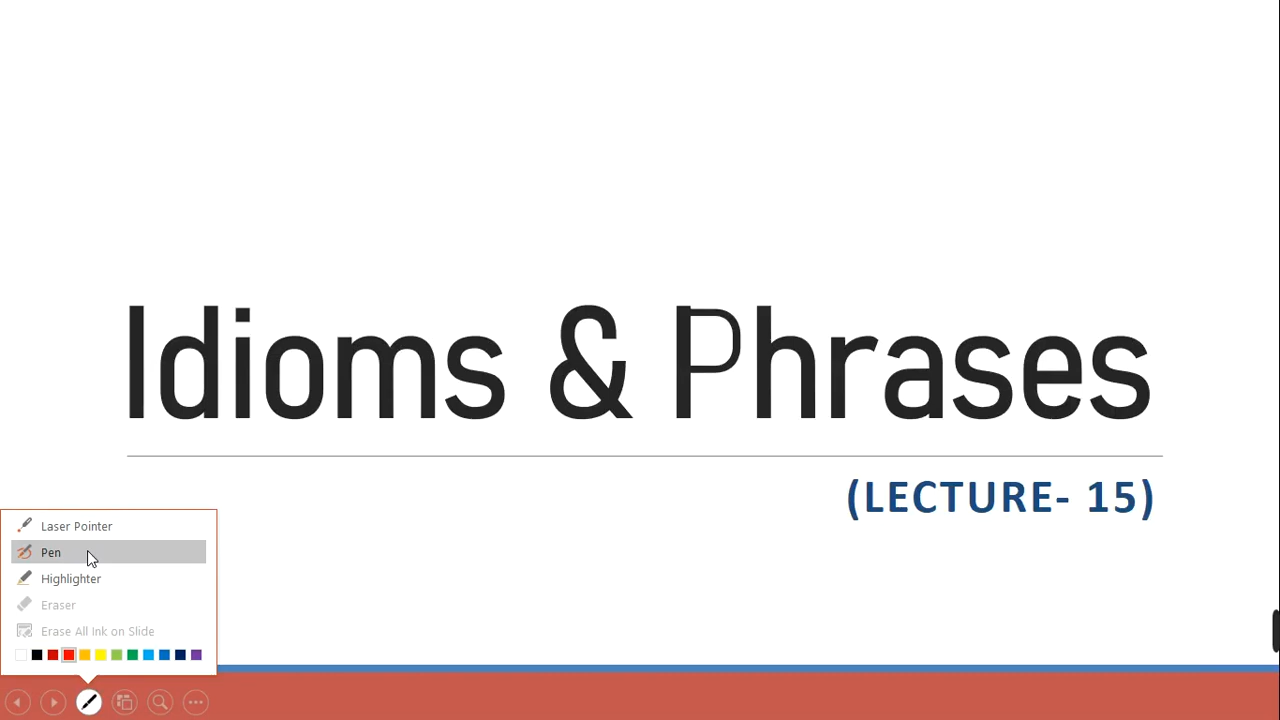 Idioms & Phrases
(LECTURE- 15)
Laser Pointer
Pen
Highlighter
Eraser
Erase All Ink on Slide